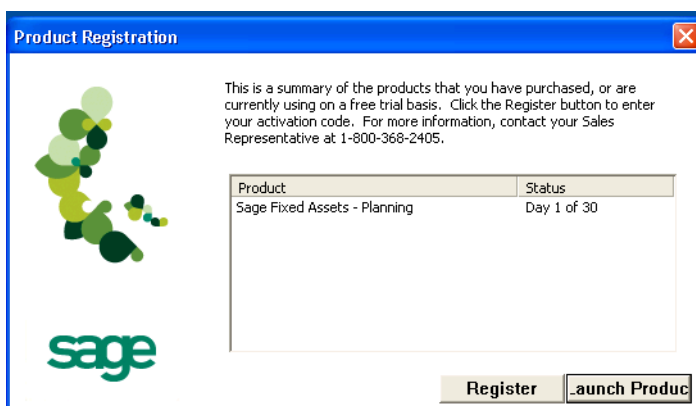 Product Registration
This is a summary of the products that you have purchased, or are
currently using on a free trial basis. Click the Register button to enter
your activation code. For more information, contact your Sales
Representative at 1-800-368-2405.
Product Status
Sage Fixed Assets - Planning Day 1 of 30
sage
Register Launch Produc